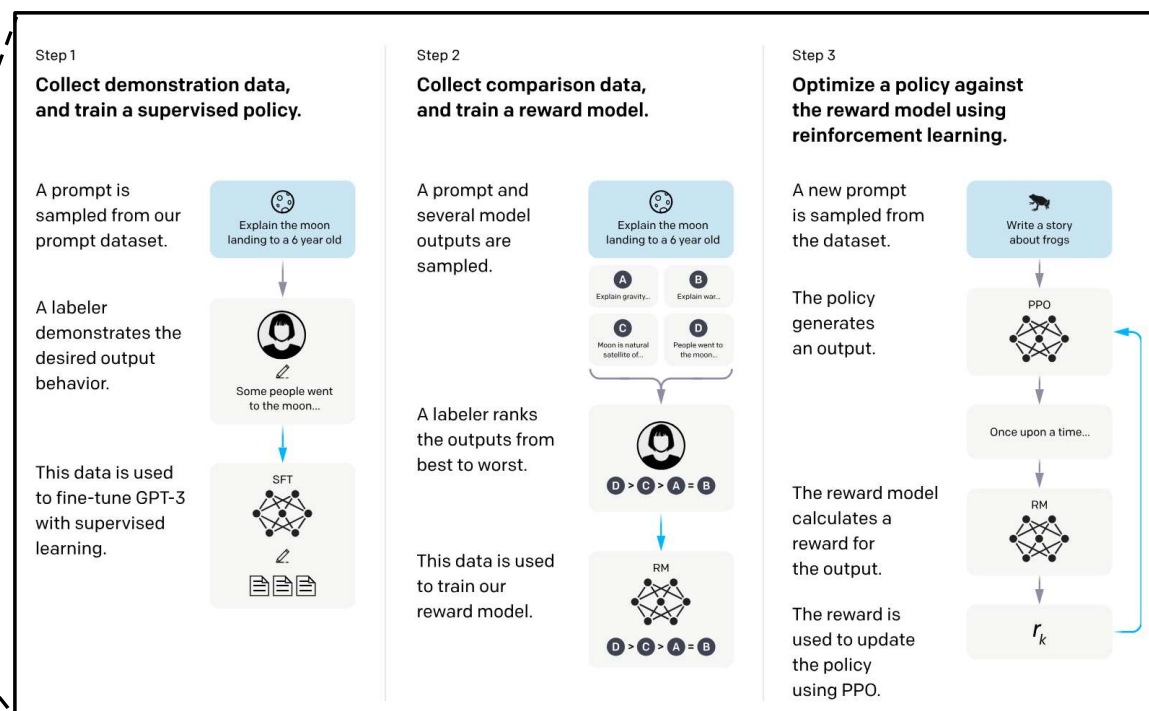 Step 1
Collect demonstration data,
and train a supervised policy.
A prompt is
sampled from our
prompt dataset.
Explain the moon
landing to a 6 year old
A labeler
demonstrates the
desired output
behavior.
Some people went
to the moon...
This data is used
to fine-tune GPT-3
with supervised
learning.
SFT
Step 2
Collect comparison data,
and train a reward model.
A prompt and
several model
outputs are
sampled.
Explain the moon
landing to a 6 year old
A
Explain gravity...
B
Explain war...
C
Moon is natural
satellite of...
D
People went to
the moon...
A labeler ranks
the outputs from
best to worst.
D > C > A = B
This data is used
to train our
reward model.
RM
D > C > A = B
Step 3
Optimize a policy against
the reward model using
reinforcement learning.
A new prompt
is sampled from
the dataset.
Write a story
about frogs
The policy
generates
an output.
PPO
Once upon a time...
The reward model
calculates a
reward for
the output.
RM
The reward is
used to update
the policy
using PPO.
r_k